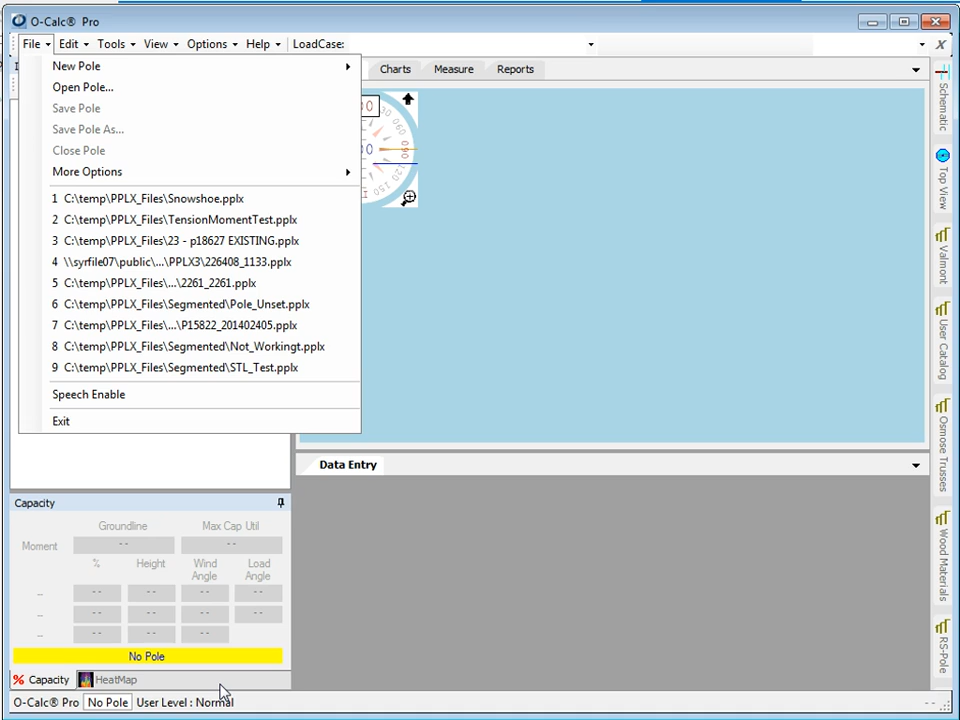 O-Calc® Pro
File Edit Tools View Options Help LoadCase:
New Pole
Open Pole...
Save Pole
Save Pole As...
Close Pole
More Options
1 C:\temp\PPLX_Files\Snowshoe.pplx
2 C:\temp\PPLX_Files\TensionMomentTest.pplx
3 C:\temp\PPLX_Files\23 - p18627 EXISTING.pplx
4 \\syrfile07\public\...\PPLX3\226408_1133.pplx
5 C:\temp\PPLX_Files\...\2261_2261.pplx
6 C:\temp\PPLX_Files\Segmented\Pole_Unset.pplx
7 C:\temp\PPLX_Files\...\P15822_201402405.pplx
8 C:\temp\PPLX_Files\Segmented\Not_Workingt.pplx
9 C:\temp\PPLX_Files\Segmented\STL_Test.pplx
Speech Enable
Exit
Charts Measure Reports
030
060
090
120
150
Data Entry
Capacity
Groundline Max Cap Util
Moment -- --
% Height Wind Angle Load Angle
-- -- -- -- --
-- -- -- -- --
-- -- -- --
No Pole
% Capacity HeatMap
O-Calc® Pro No Pole User Level : Normal --
Schematic
Top View
Valmont
User Catalog
Osmose Trusses
Wood Materials
RS-Pole